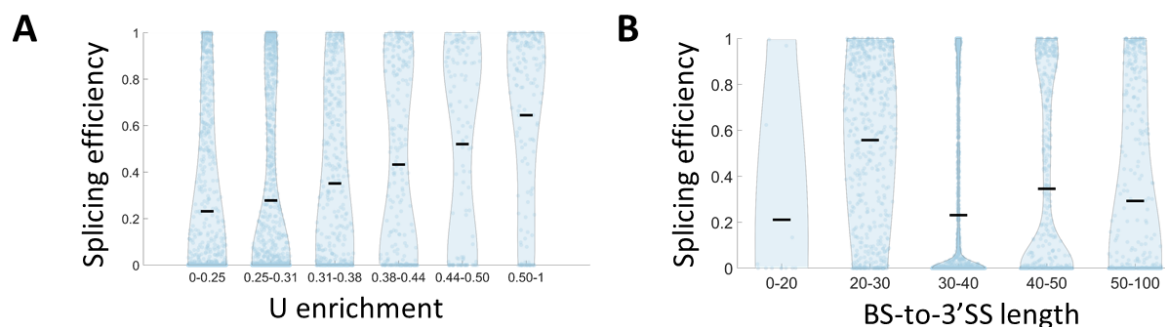 A
Splicing efficiency
1
0.8
0.6
0.4
0.2
0
0-0.25 0.25-0.31 0.31-0.38 0.38-0.44 0.44-0.50 0.50-1
U enrichment
B
Splicing efficiency
1
0.8
0.6
0.4
0.2
0
0-20 20-30 30-40 40-50 50-100
BS-to-3’SS length